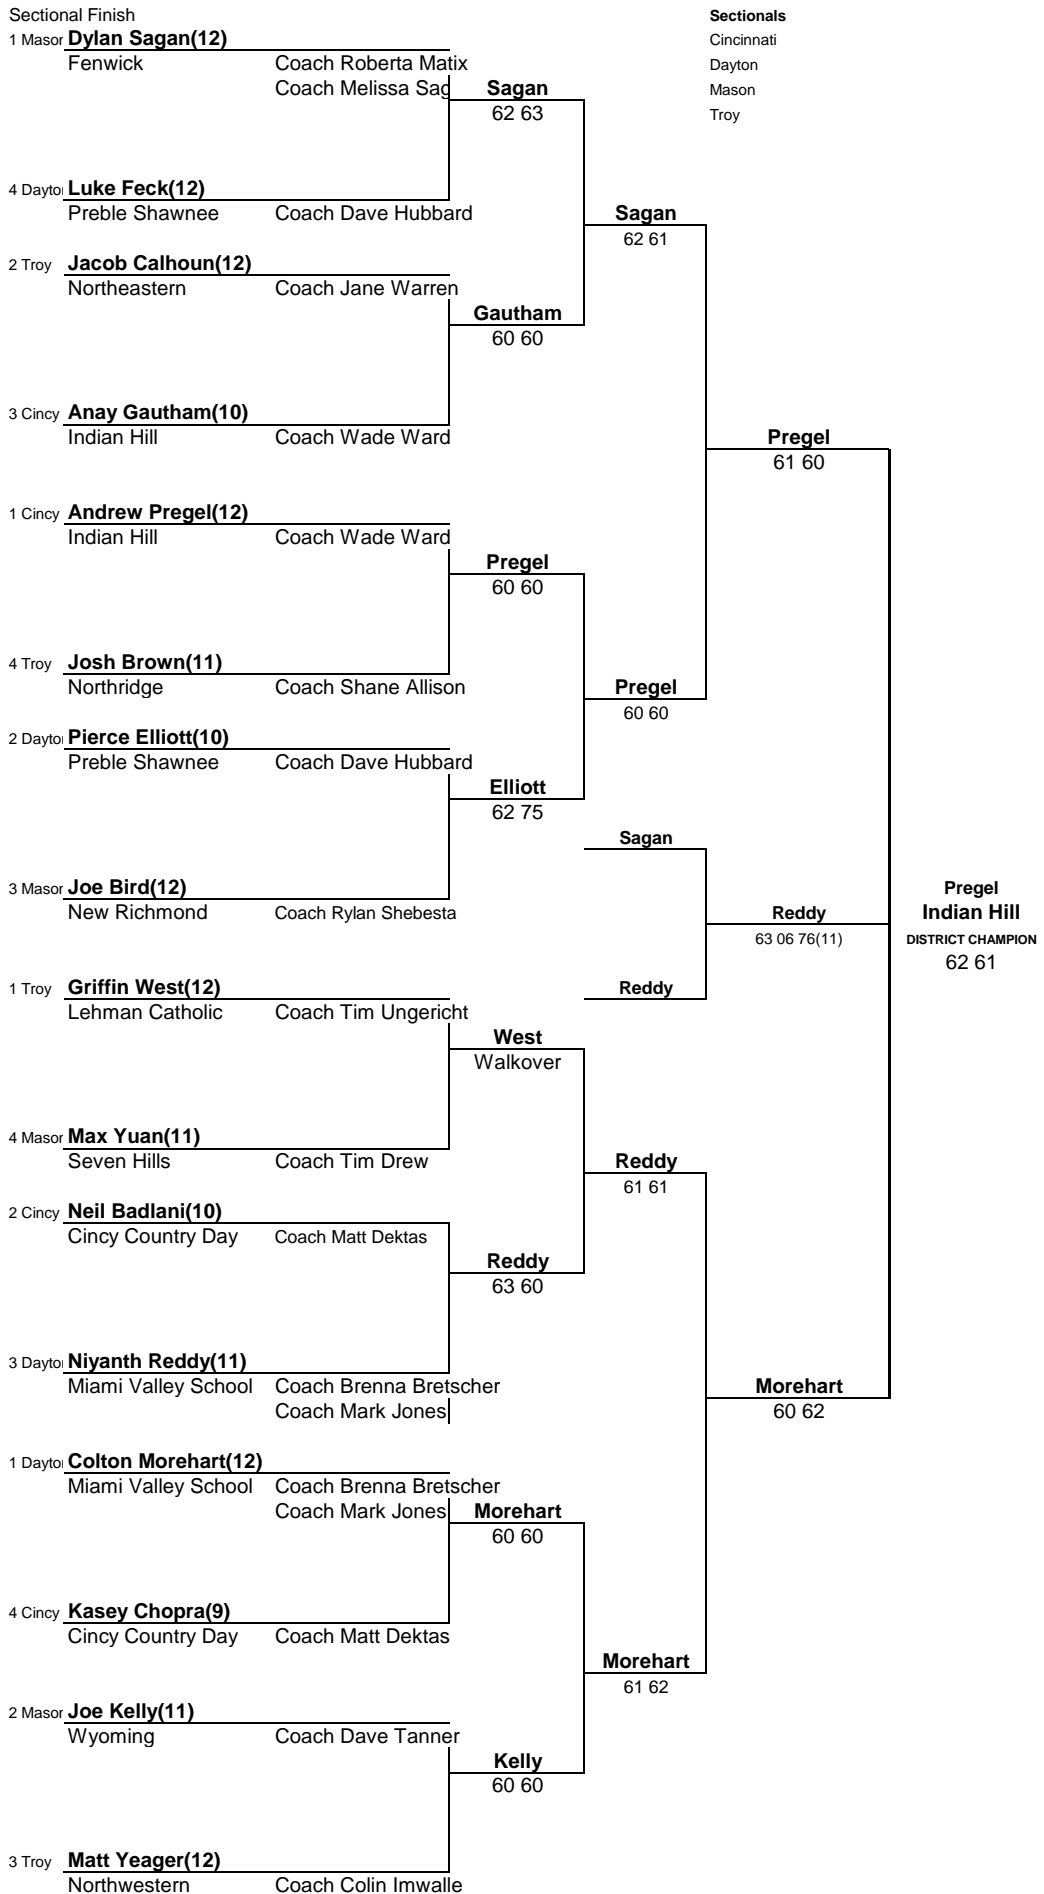 Sectional Finish
Sectionals
1 Mason Dylan Sagan(12)
Cincinnati
Fenwick Coach Roberta Matix
Dayton
Coach Melissa Sag Sagan
Mason
62 63
Troy
4 Dayto Luke Feck(12)
Preble Shawnee Coach Dave Hubbard Sagan
62 61
2 Troy Jacob Calhoun(12)
Northeastern Coach Jane Warren
Gautham
60 60
3 Cincy Anay Gautham(10)
Indian Hill Coach Wade Ward Pregel
61 60
1 Cincy Andrew Pregel(12)
Indian Hill Coach Wade Ward
Pregel
60 60
4 Troy Josh Brown(11)
Northridge Coach Shane Allison Pregel
60 60
2 Dayto Pierce Elliott(10)
Preble Shawnee Coach Dave Hubbard
Elliott
62 75
Sagan
3 Mason Joe Bird(12) Pregel
New Richmond Coach Rylan Shebesta Reddy Indian Hill
63 06 76(11) DISTRICT CHAMPION
62 61
1 Troy Griffin West(12) Reddy
Lehman Catholic Coach Tim Ungericht
West
Walkover
4 Mason Max Yuan(11)
Seven Hills Coach Tim Drew Reddy
61 61
2 Cincy Neil Badlani(10)
Cincy Country Day Coach Matt Dektas
Reddy
63 60
3 Dayto Niyanth Reddy(11)
Miami Valley School Coach Brenna Bretscher Morehart
Coach Mark Jones 60 62
1 Dayto Colton Morehart(12)
Miami Valley School Coach Brenna Bretscher
Coach Mark Jones Morehart
60 60
4 Cincy Kasey Chopra(9)
Cincy Country Day Coach Matt Dektas
Morehart
61 62
2 Mason Joe Kelly(11)
Wyoming Coach Dave Tanner
Kelly
60 60
3 Troy Matt Yeager(12)
Northwestern Coach Colin Imwalle